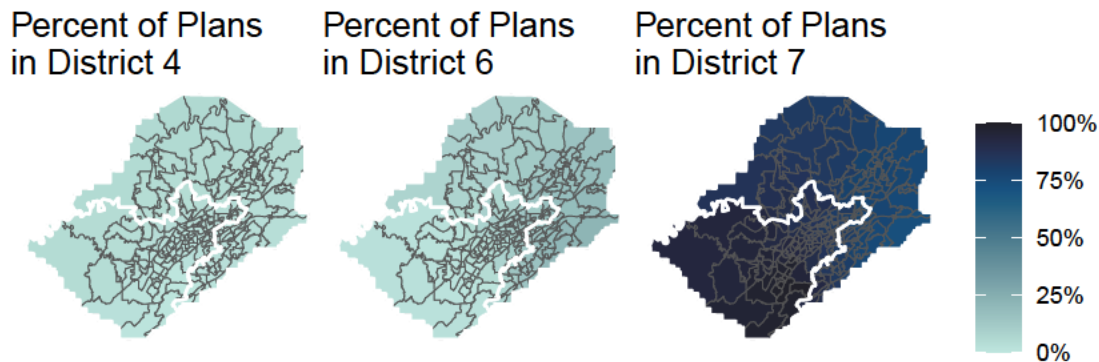 Percent of Plans
in District 4
Percent of Plans
in District 6
Percent of Plans
in District 7
100%
75%
50%
25%
0%